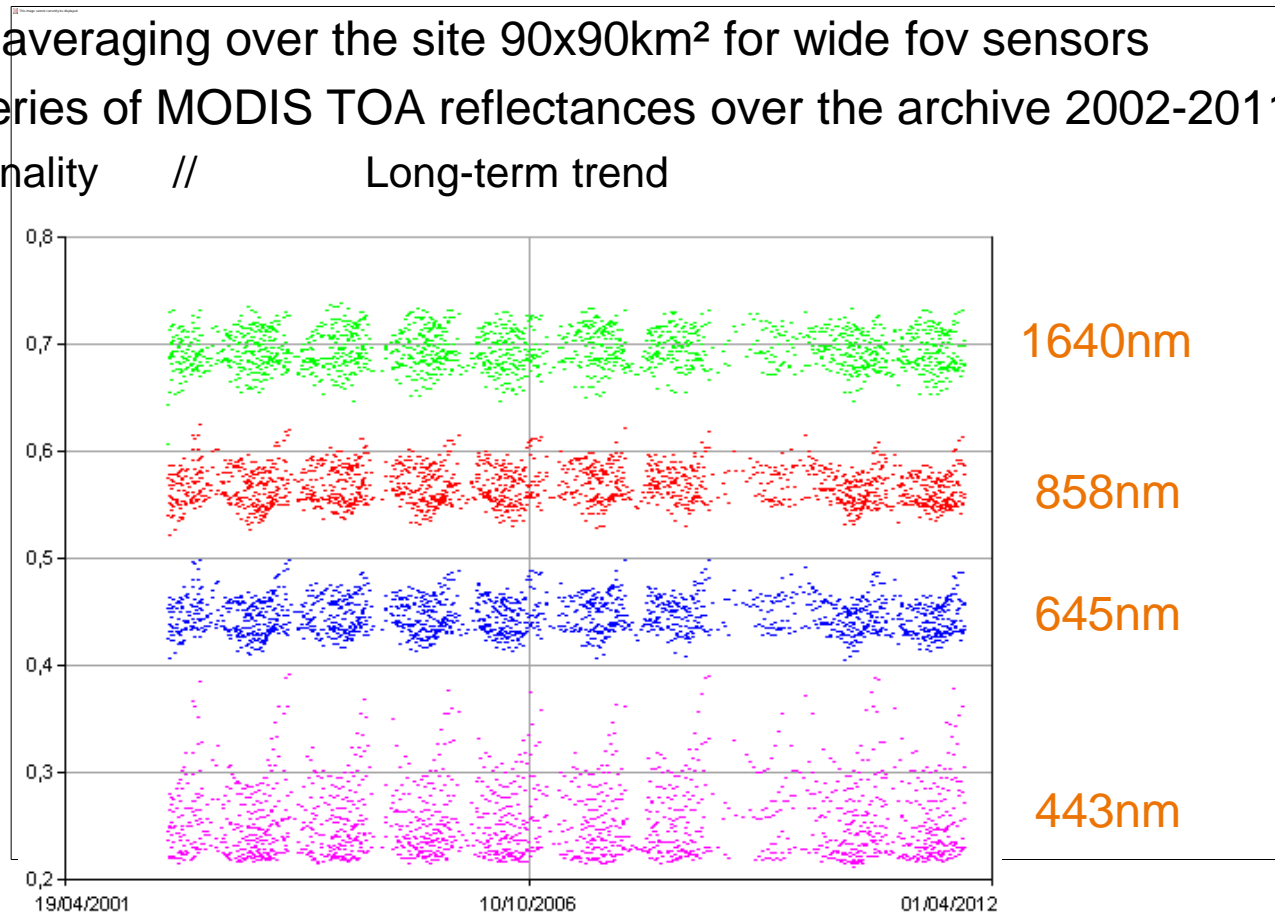 averaging over the site 90x90km² for wide fov sensors
eries of MODIS TOA reflectances over the archive 2002-2011
nality // Long-term trend
0,8
0,7
0,6
0,5
0,4
0,3
0,2
19/04/2001 10/10/2006 01/04/2012
1640nm
858nm
645nm
443nm